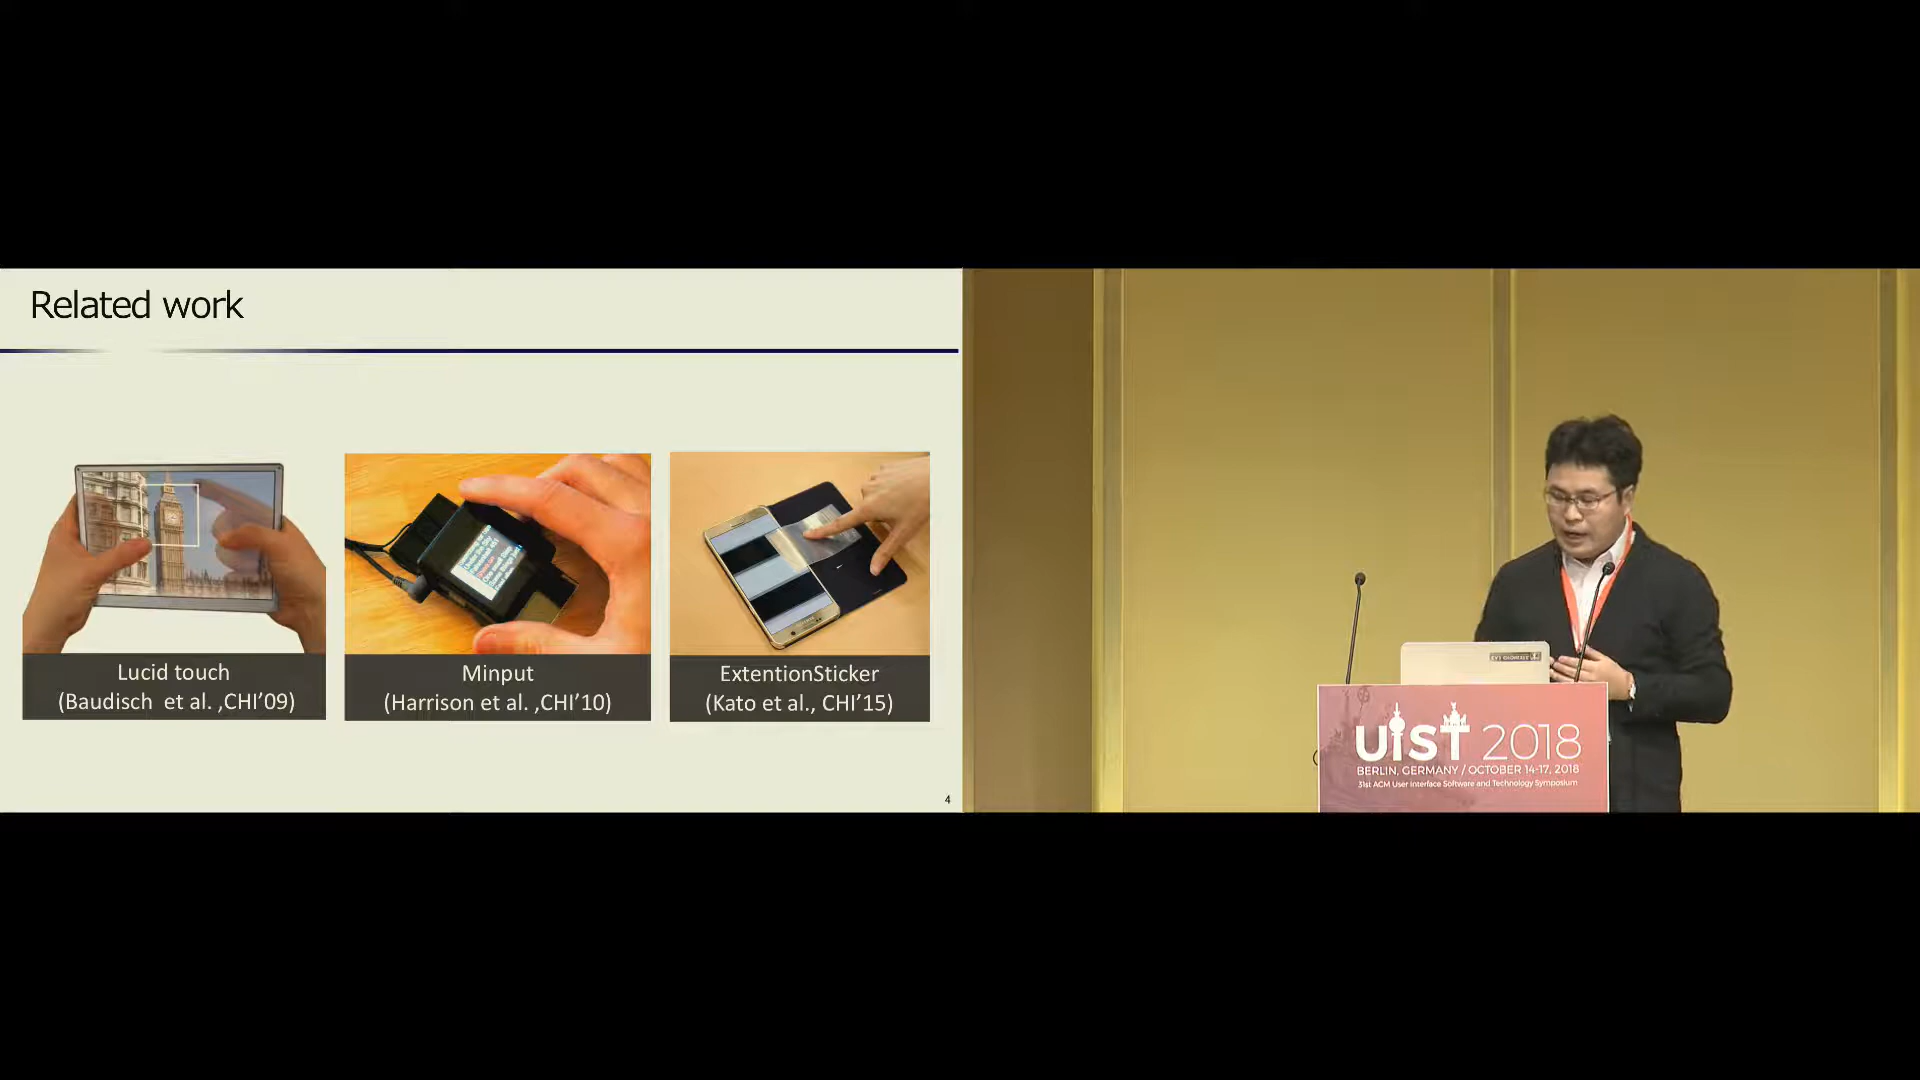 Related work
Lucid touch
(Baudisch et al. ,CHI’09)
Minput
(Harrison et al. ,CHI’10)
ExtentionSticker
(Kato et al., CHI’15)
4
UIST 2018
BERLIN, GERMANY / OCTOBER 14-17, 2018
31st ACM User Interface Software and Technology Symposium